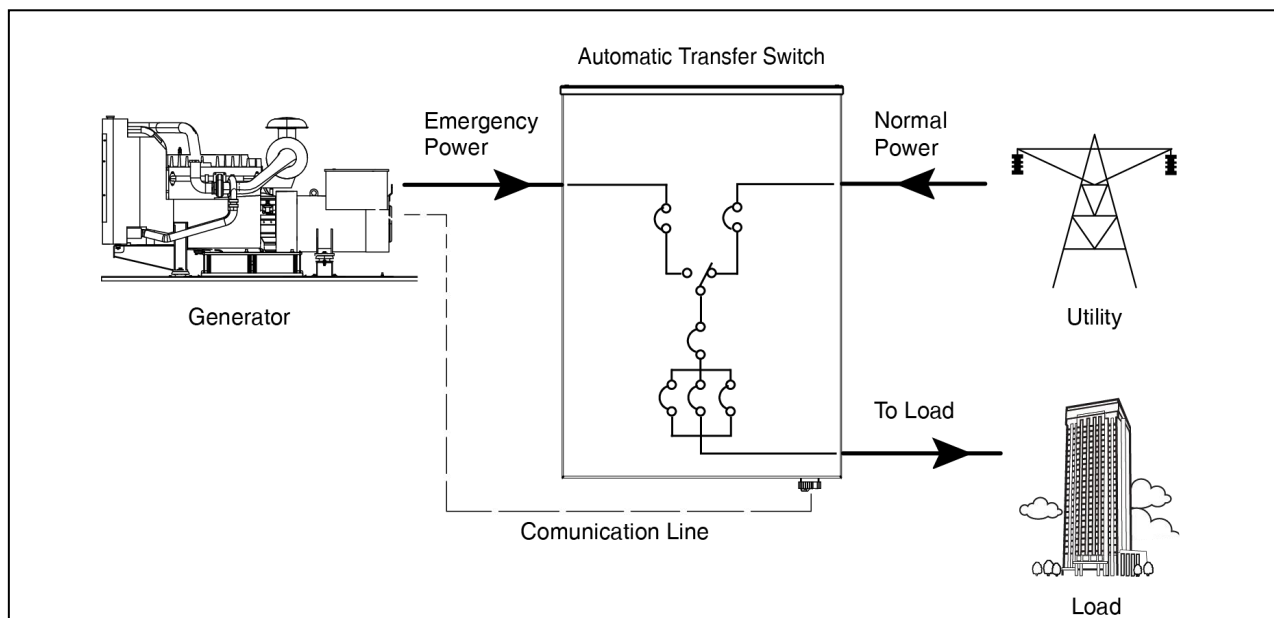 Automatic Transfer Switch
Emergency
Power
Normal
Power
Generator
Utility
To Load
Comunication Line
Load